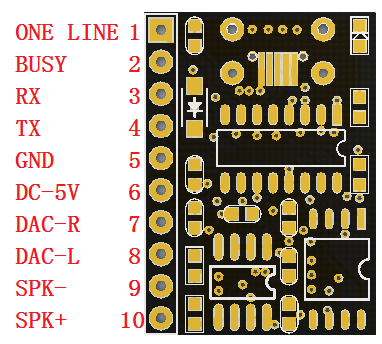 ONE LINE 1
BUSY 2
RX 3
TX 4
GND 5
DC-5V 6
DAC-R 7
DAC-L 8
SPK- 9
SPK+ 10